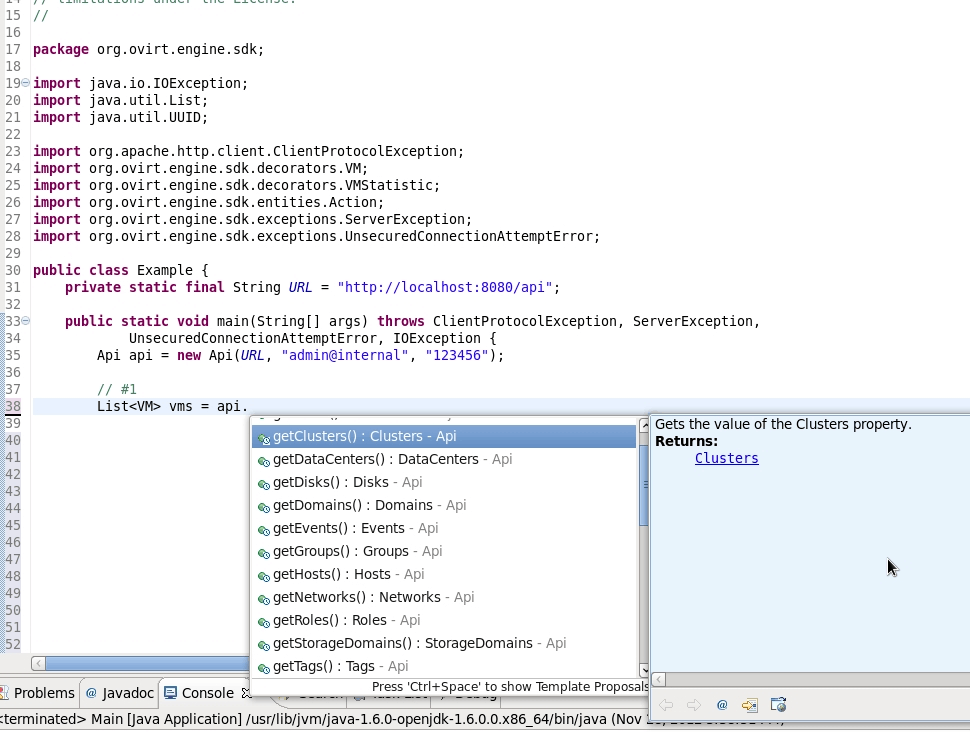 14 // limitations under the License.
15 //
16
17 package org.ovirt.engine.sdk;
18
19 import java.io.IOException;
20 import java.util.List;
21 import java.util.UUID;
22
23 import org.apache.http.client.ClientProtocolException;
24 import org.ovirt.engine.sdk.decorators.VM;
25 import org.ovirt.engine.sdk.decorators.VMStatistic;
26 import org.ovirt.engine.sdk.entities.Action;
27 import org.ovirt.engine.sdk.exceptions.ServerException;
28 import org.ovirt.engine.sdk.exceptions.UnsecuredConnectionAttemptError;
29
30 public class Example {
31 private static final String URL = "http://localhost:8080/api";
32
33 public static void main(String[] args) throws ClientProtocolException, ServerException,
34 UnsecuredConnectionAttemptError, IOException {
35 Api api = new Api(URL, "admin@internal", "123456");
36
37 // #1
38 List<VM> vms = api.
39
40
41
42
43
44
45
46
47
48
49
50
51
52
getClusters() : Clusters - Api
getDataCenters() : DataCenters - Api
getDisks() : Disks - Api
getDomains() : Domains - Api
getEvents() : Events - Api
getGroups() : Groups - Api
getHosts() : Hosts - Api
getNetworks() : Networks - Api
getRoles() : Roles - Api
getStorageDomains() : StorageDomains - Api
getTags() : Tags - Api
Press 'Ctrl+Space' to show Template Proposals
Gets the value of the Clusters property.
Returns:
Clusters
Problems @ Javadoc Console
<terminated> Main [Java Application] /usr/lib/jvm/java-1.6.0-openjdk-1.6.0.0.x86_64/bin/java (Nov